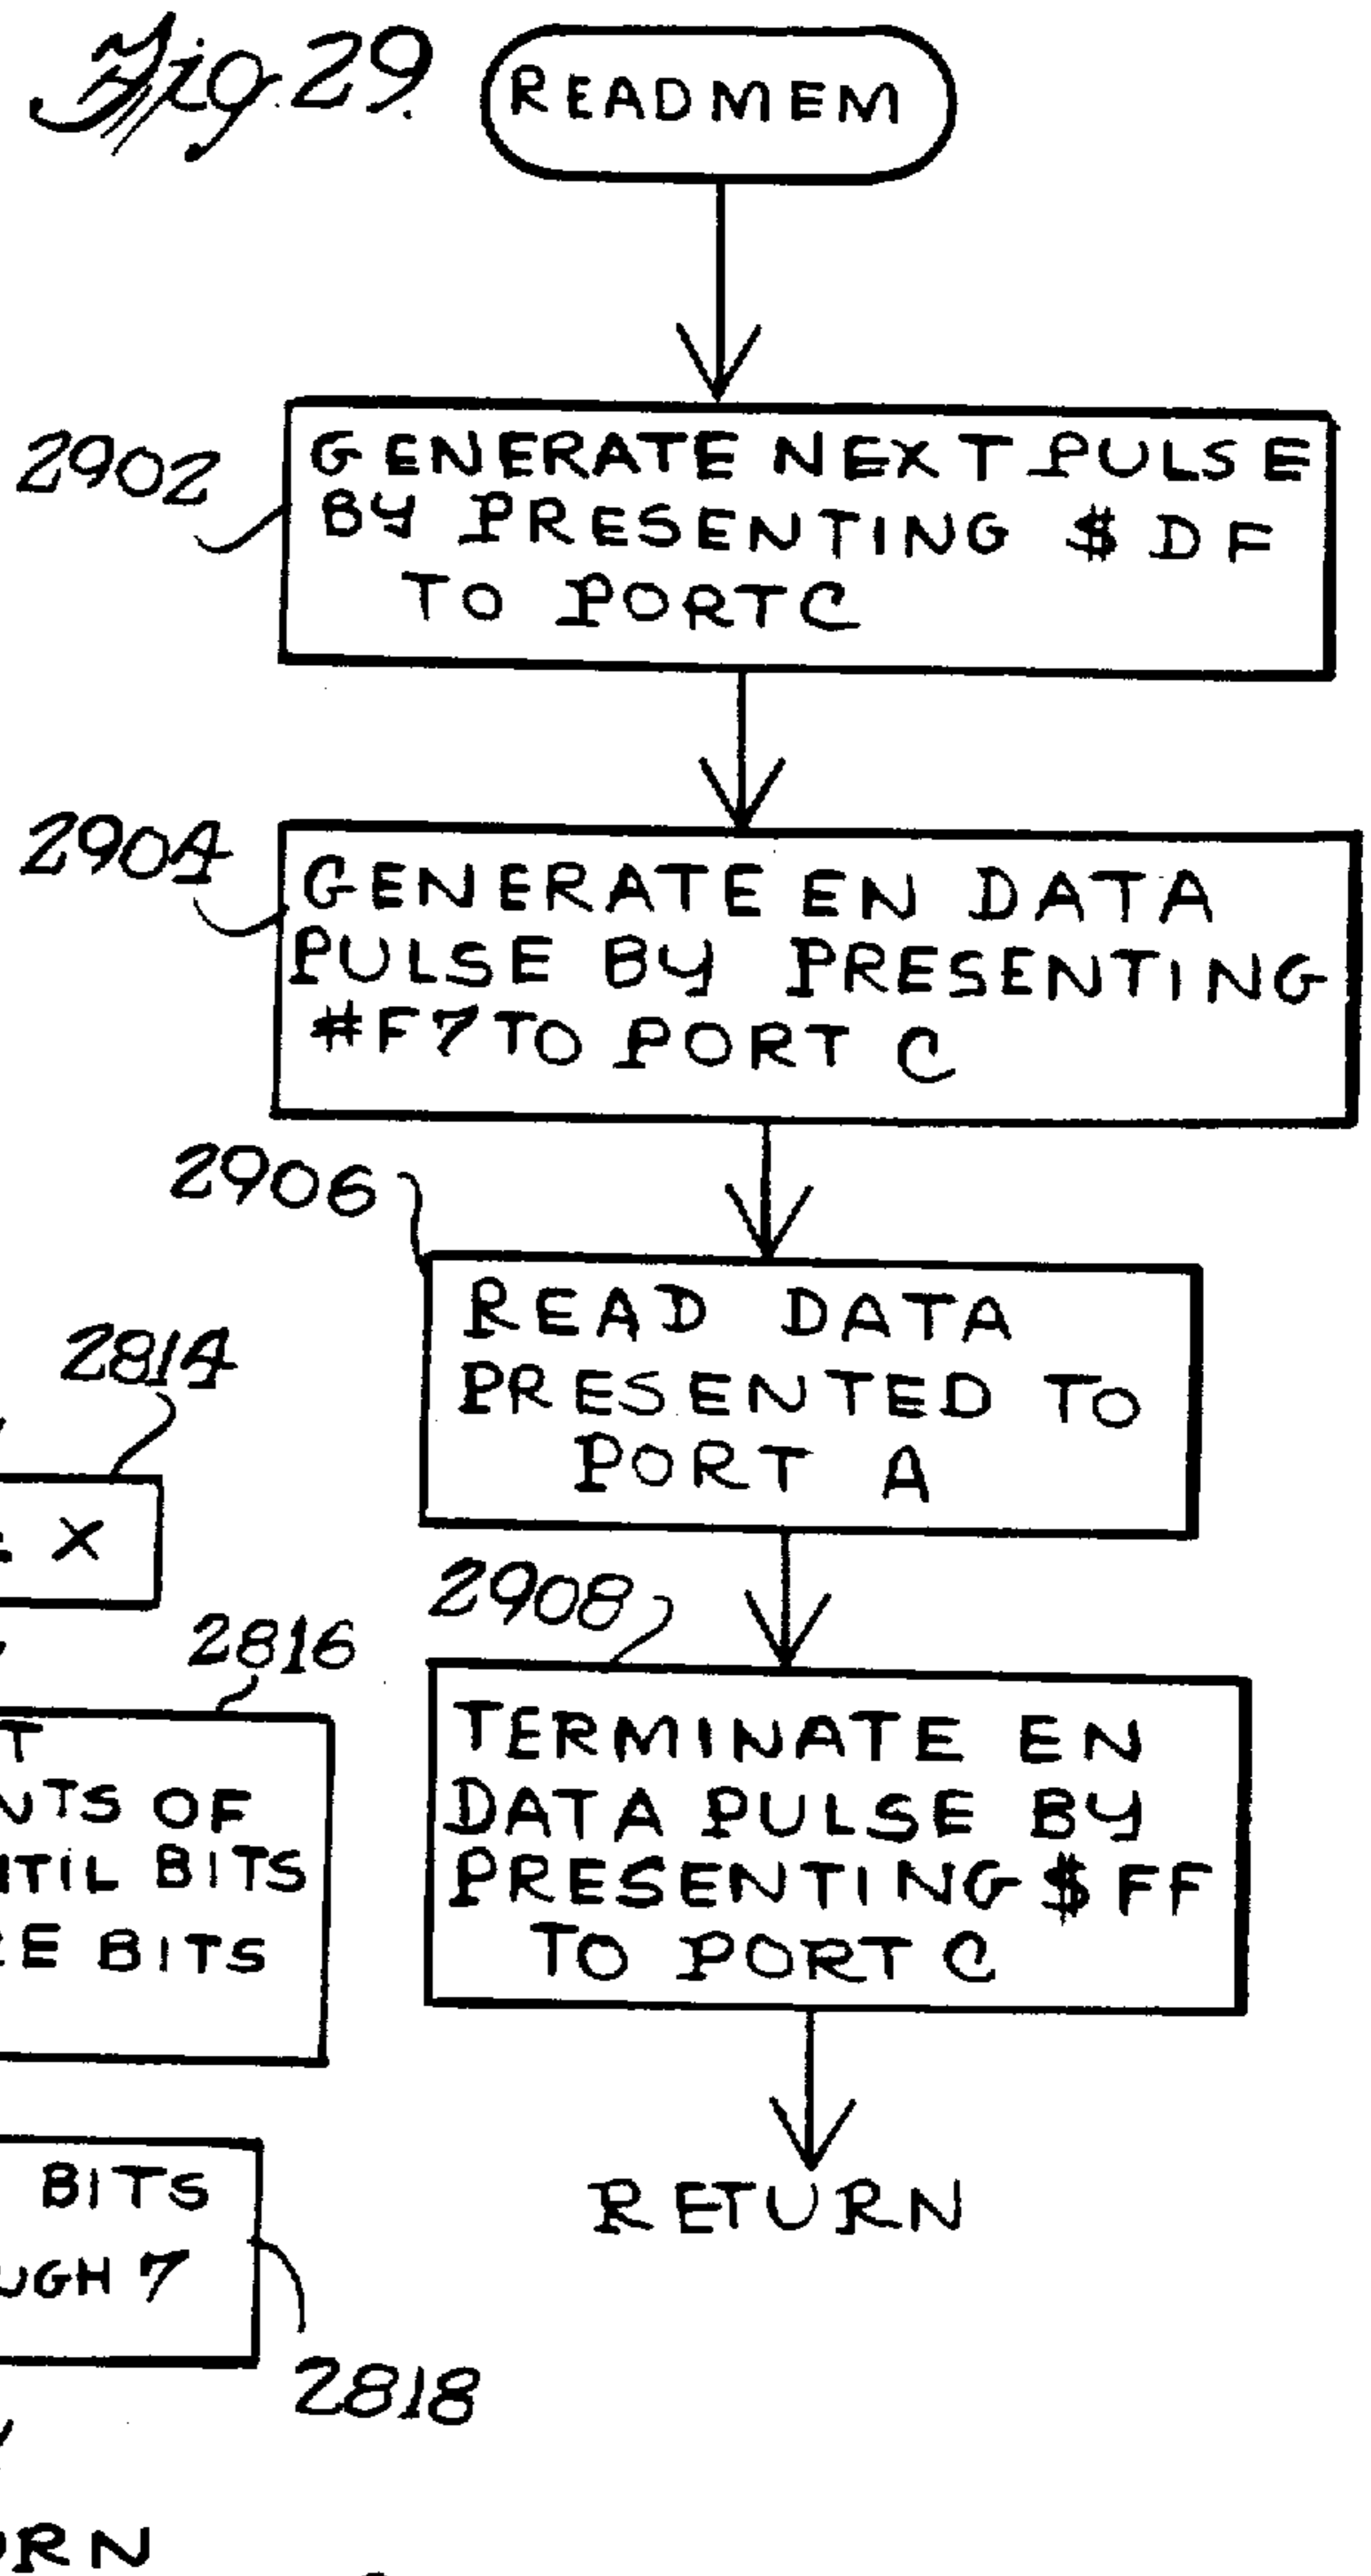 Fig. 29.
READMEM
2902
GENERATE NEXT PULSE
BY PRESENTING $DF
TO PORTC
2904
GENERATE EN DATA
PULSE BY PRESENTING
#F7 TO PORT C
2906
READ DATA
PRESENTED TO
PORT A
2908
TERMINATE EN
DATA PULSE BY
PRESENTING $FF
TO PORT C
RETURN
2814
X
2816
T
NTS OF
NTIL BITS
RE BITS
BITS
UGH 7
2818
RN